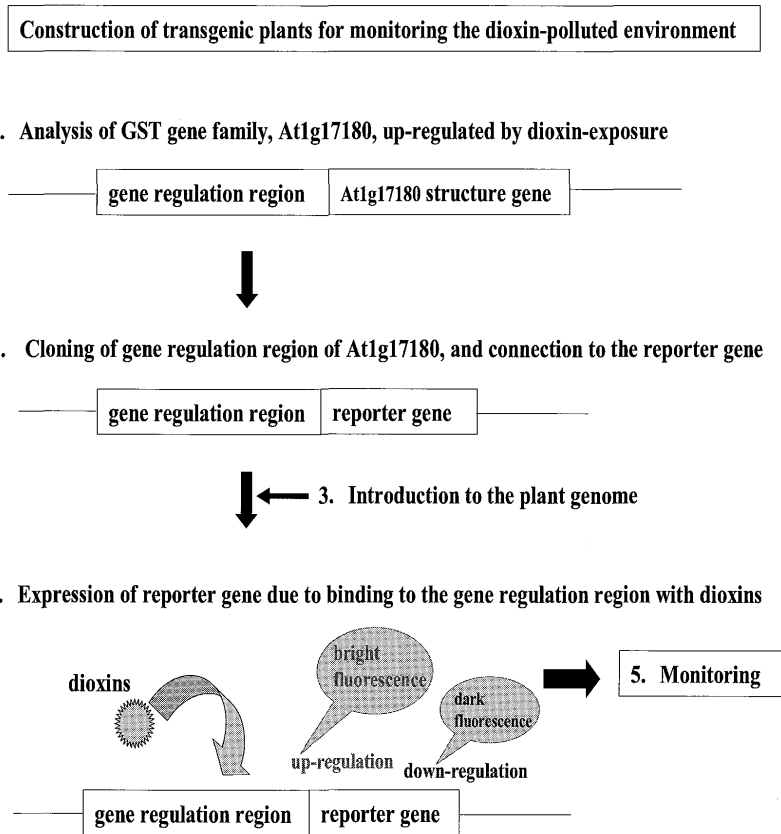 Construction of transgenic plants for monitoring the dioxin-polluted environment
. Analysis of GST gene family, At1g17180, up-regulated by dioxin-exposure
gene regulation region At1g17180 structure gene
. Cloning of gene regulation region of At1g17180, and connection to the reporter gene
gene regulation region reporter gene
3. Introduction to the plant genome
. Expression of reporter gene due to binding to the gene regulation region with dioxins
dioxins
bright
fluorescence
dark
fluorescence
up-regulation
down-regulation
5. Monitoring
gene regulation region reporter gene